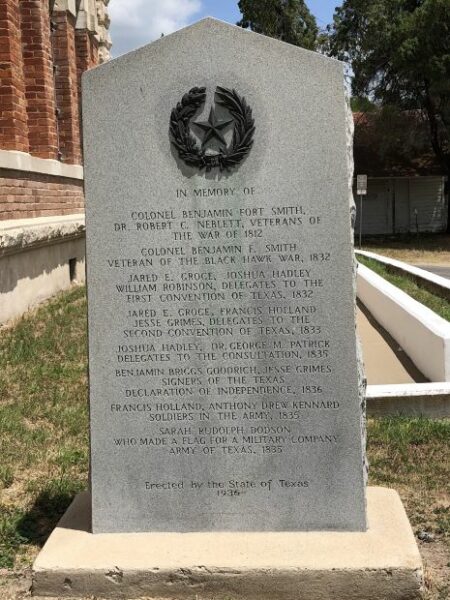 IN MEMORY OF
COLONEL BENJAMIN FORT SMITH,
DR. ROBERT C. NEBLETT, VETERANS OF
THE WAR OF 1812
COLONEL BENJAMIN F. SMITH
VETERAN OF THE BLACK HAWK WAR, 1832
JARED E. GROCE, JOSHUA HADLEY
WILLIAM ROBINSON, DELEGATES TO THE
FIRST CONVENTION OF TEXAS, 1832
JARED E. GROCE, FRANCIS HOLLAND
JESSE GRIMES, DELEGATES TO THE
SECOND CONVENTION OF TEXAS, 1833
JOSHUA HADLEY, DR. GEORGE M. PATRICK
DELEGATES TO THE CONSULTATION, 1835
BENJAMIN BRIGGS GOODRICH, JESSE GRIMES
SIGNERS OF THE TEXAS
DECLARATION OF INDEPENDENCE, 1836
FRANCIS HOLLAND, ANTHONY DREW KENNARD
SOLDIERS IN THE ARMY, 1835
SARAH RUDOLPH DODSON
WHO MADE A FLAG FOR A MILITARY COMPANY
ARMY OF TEXAS, 1835
Erected by the State of Texas
1936